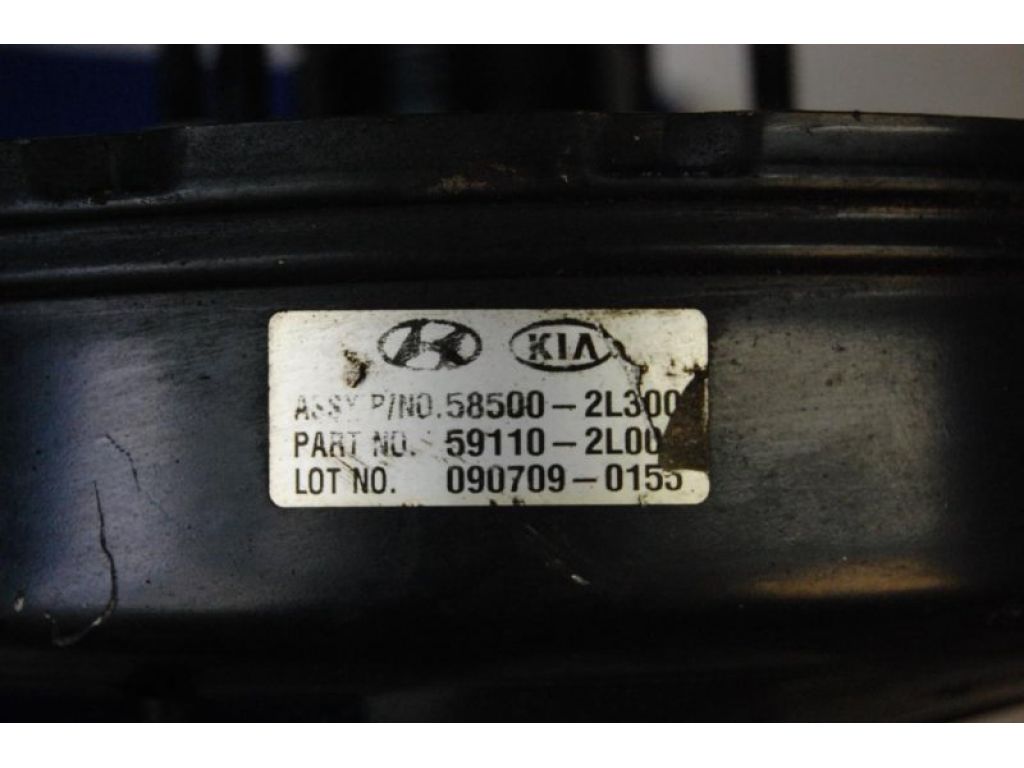 KIA
ASSY P/NO. 58500-2L300
PART NO. 59110-2L00
LOT NO. 090709-0155